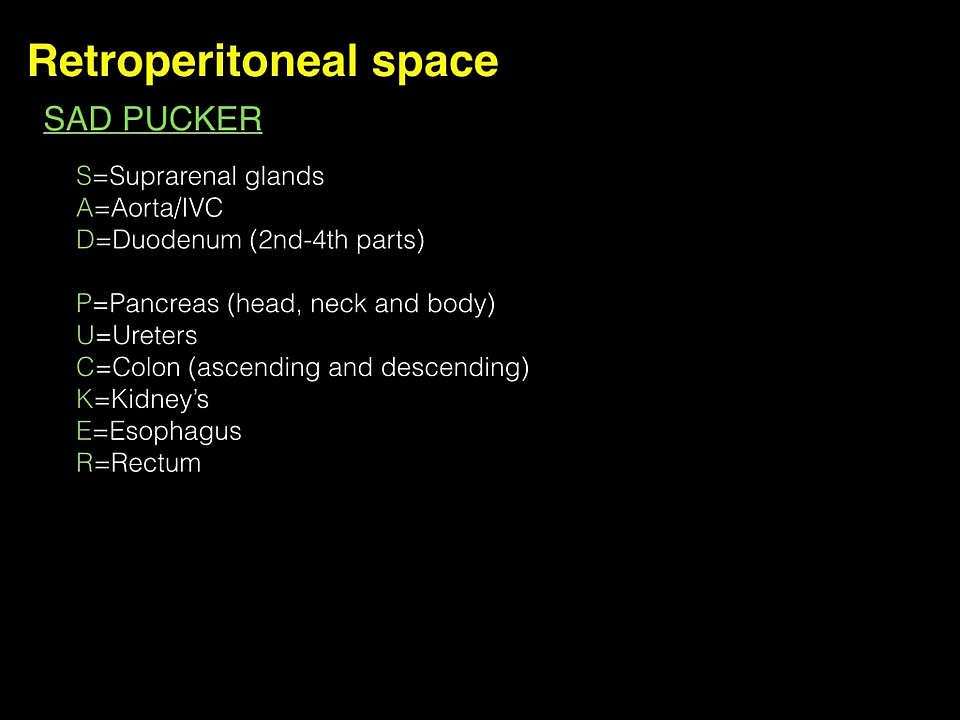 Retroperitoneal space
SAD PUCKER
S=Suprarenal glands
A=Aorta/IVC
D=Duodenum (2nd-4th parts)
P=Pancreas (head, neck and body)
U=Ureters
C=Colon (ascending and descending)
K=Kidney’s
E=Esophagus
R=Rectum